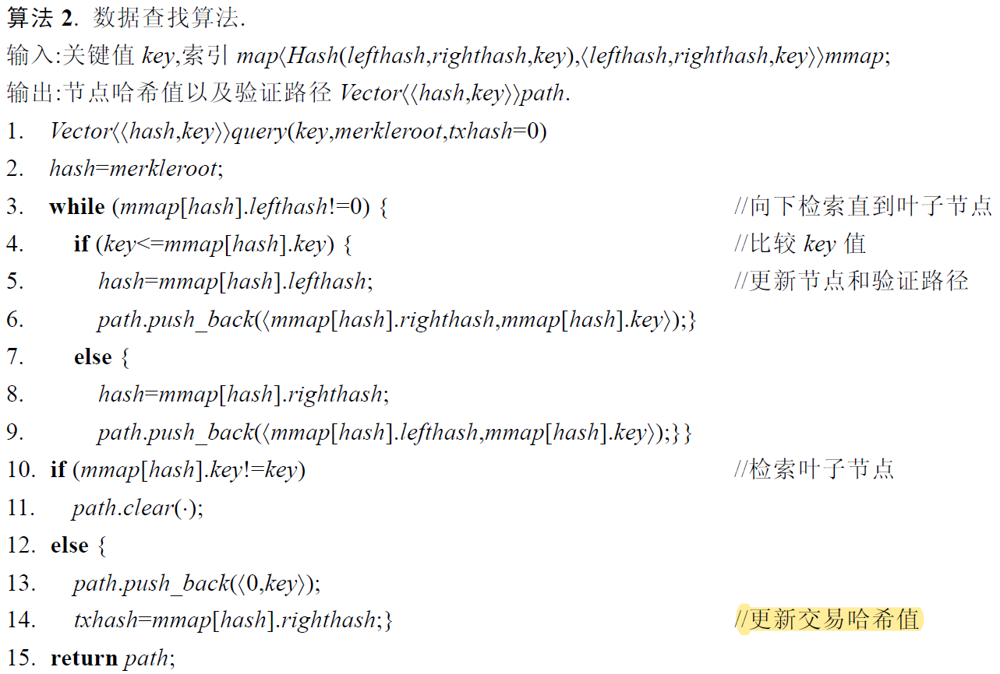 算法 2. 数据查找算法.
输入:关键值 key,索引 map〈Hash(lefthash,righthash,key),〈lefthash,righthash,key〉〉mmap;
输出:节点哈希值以及验证路径 Vector〈〈hash,key〉〉path.
1. Vector〈〈hash,key〉〉query(key,merkleroot,txhash=0)
2. hash=merkleroot;
3. while (mmap[hash].lefthash!=0) { //向下检索直到叶子节点
4. if (key<=mmap[hash].key) { //比较 key 值
5. hash=mmap[hash].lefthash; //更新节点和验证路径
6. path.push_back(〈mmap[hash].righthash,mmap[hash].key〉);}
7. else {
8. hash=mmap[hash].righthash;
9. path.push_back(〈mmap[hash].lefthash,mmap[hash].key〉);}}
10. if (mmap[hash].key!=key) //检索叶子节点
11. path.clear(·);
12. else {
13. path.push_back(〈0,key〉);
14. txhash=mmap[hash].righthash;} //更新交易哈希值
15. return path;